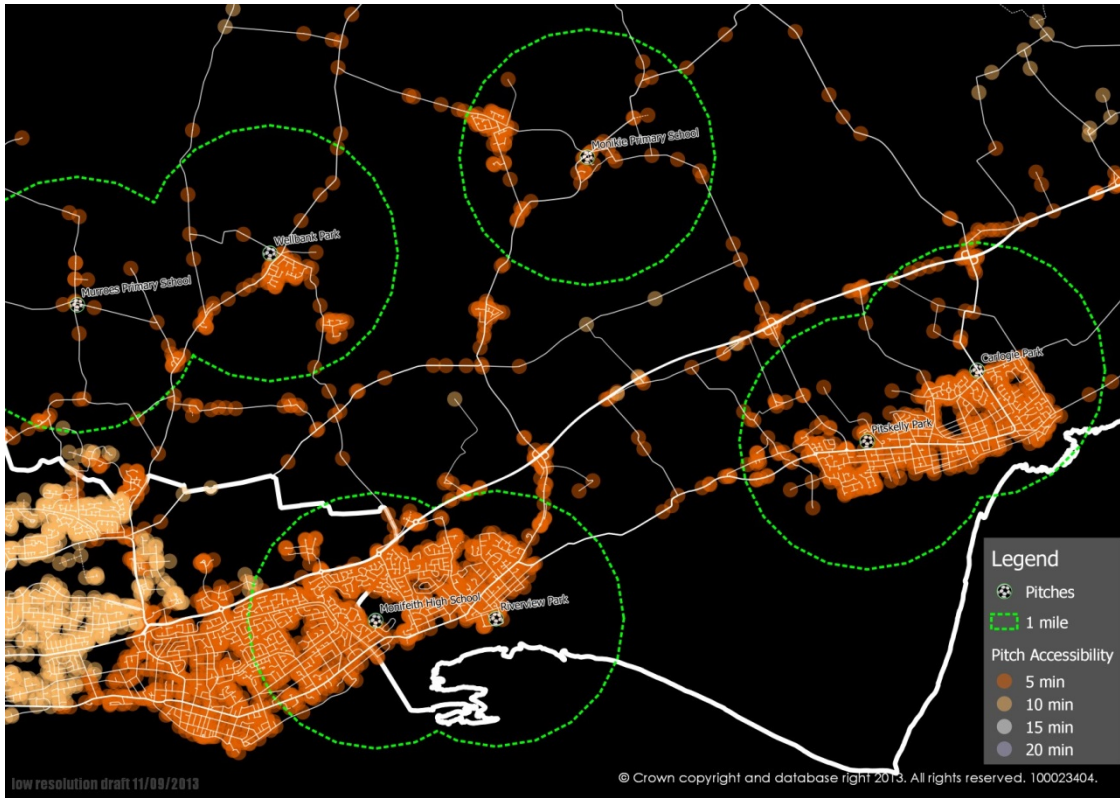 Monikie Primary School
Wellbank Park
Murroes Primary School
Carlogie Park
Pitskelly Park
Monifeith High School
Riverview Park
Legend
Pitches
1 mile
Pitch Accessibility
5 min
10 min
15 min
20 min
low resolution draft 11/09/2013
© Crown copyright and database right 2013. All rights reserved. 100023404.